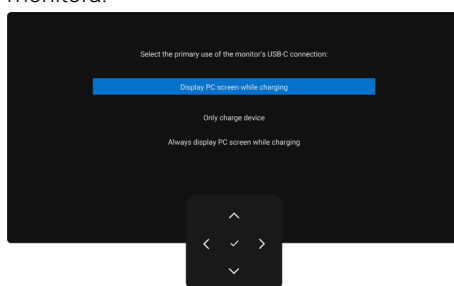 monitora.
Select the primary use of the monitor's USB-C connection:
Display PC screen while charging
Only charge device
Always display PC screen while charging